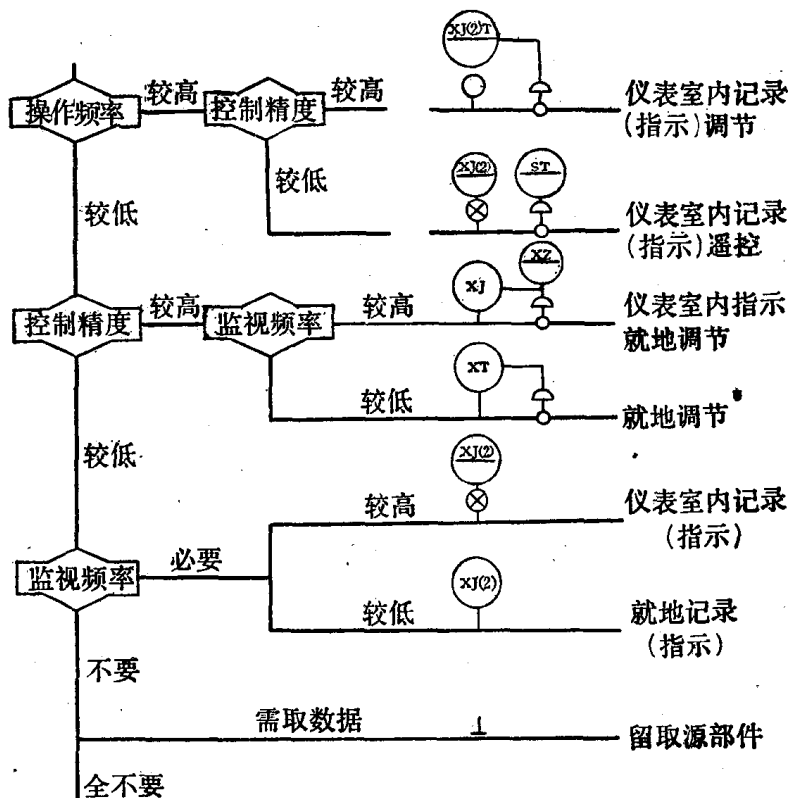 XJ(2)T
操作频率
较高
控制精度
较高
仪表室内记录
(指示)调节
较低
较低
XJ(2)
ST
仪表室内记录
(指示)遥控
控制精度
较高
监视频率
较高
XJ
XZ
仪表室内指示
就地调节
较低
XT
就地调节
较低
XJ(2)
较高
仪表室内记录
(指示)
监视频率
必要
较低
XJ(2)
就地记录
(指示)
不要
需取数据
留取源部件
全不要